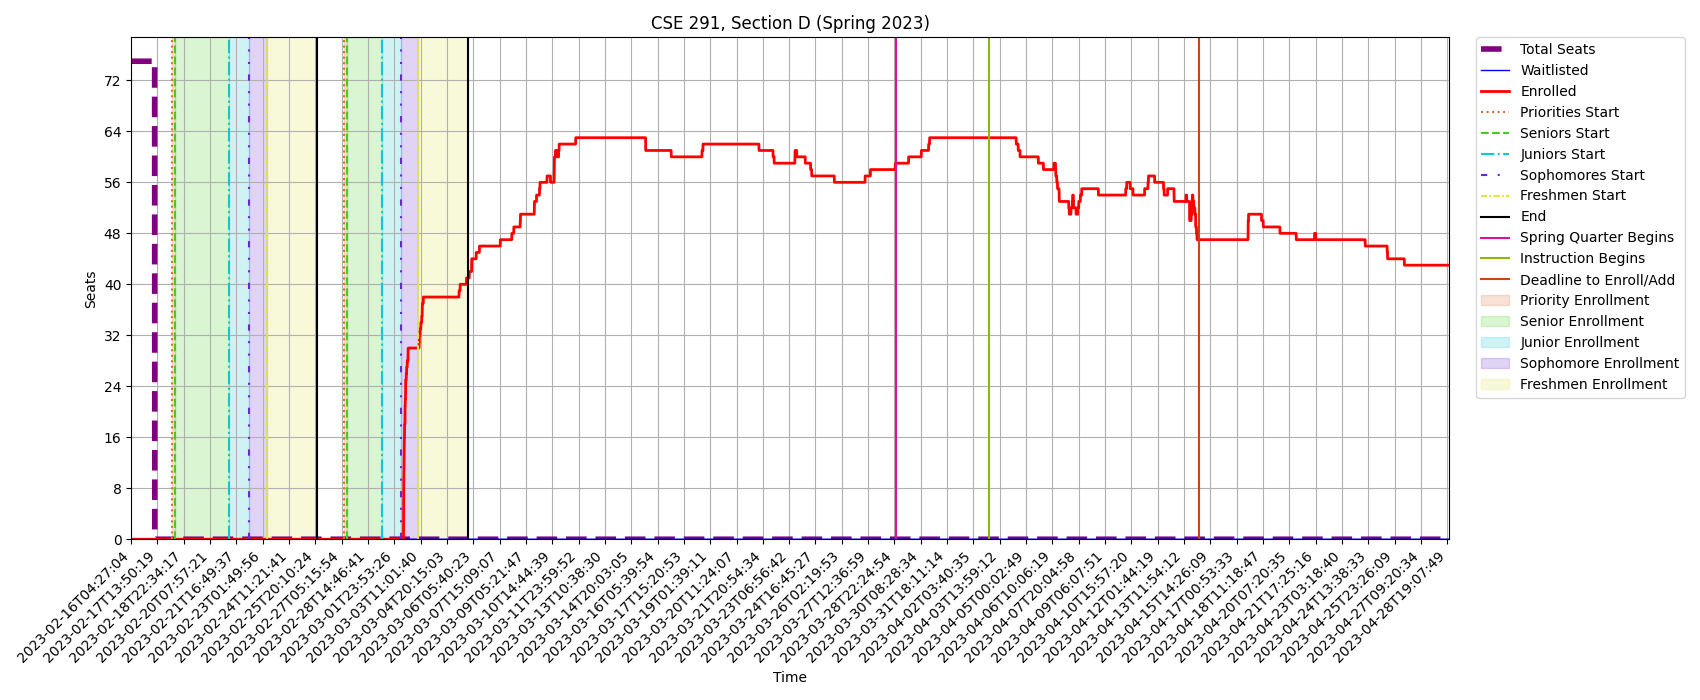 CSE 291, Section D (Spring 2023)
Seats
72
64
56
48
40
32
24
16
8
0
2023-02-16T04:27:04
2023-02-17T13:50:19
2023-02-18T22:34:17
2023-02-20T07:57:21
2023-02-21T16:49:37
2023-02-23T01:49:56
2023-02-24T11:21:41
2023-02-25T20:10:24
2023-02-27T05:15:54
2023-02-28T14:46:41
2023-03-01T23:53:26
2023-03-03T11:01:40
2023-03-04T20:15:03
2023-03-06T05:40:23
2023-03-07T15:09:07
2023-03-09T05:21:47
2023-03-10T14:44:39
2023-03-11T23:59:52
2023-03-13T10:38:30
2023-03-14T20:03:05
2023-03-16T05:39:54
2023-03-17T15:20:53
2023-03-19T01:39:11
2023-03-20T11:24:07
2023-03-21T20:54:34
2023-03-23T06:56:42
2023-03-24T16:45:27
2023-03-26T02:19:53
2023-03-27T12:36:59
2023-03-28T22:24:54
2023-03-30T08:28:34
2023-03-31T18:11:14
2023-04-02T03:40:35
2023-04-03T13:59:12
2023-04-05T00:02:49
2023-04-06T10:06:19
2023-04-07T20:04:58
2023-04-09T06:07:51
2023-04-10T15:57:20
2023-04-12T01:44:19
2023-04-13T11:54:12
2023-04-15T14:26:09
2023-04-17T00:53:33
2023-04-18T11:18:47
2023-04-20T07:20:35
2023-04-21T17:25:16
2023-04-23T03:18:40
2023-04-24T13:38:33
2023-04-25T23:26:09
2023-04-27T09:20:34
2023-04-28T19:07:49
Time
Total Seats
Waitlisted
Enrolled
Priorities Start
Seniors Start
Juniors Start
Sophomores Start
Freshmen Start
End
Spring Quarter Begins
Instruction Begins
Deadline to Enroll/Add
Priority Enrollment
Senior Enrollment
Junior Enrollment
Sophomore Enrollment
Freshmen Enrollment